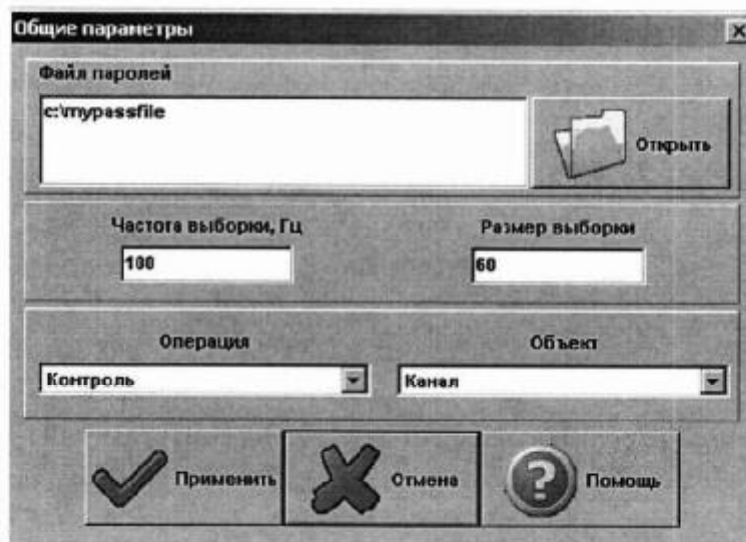 Общие параметры
Файл паролей
c:\mypassfile
Открыть
Частота выборки, Гц
Размер выборки
100
60
Операция
Объект
Контроль
Канал
Применить
Отмена
Помощь